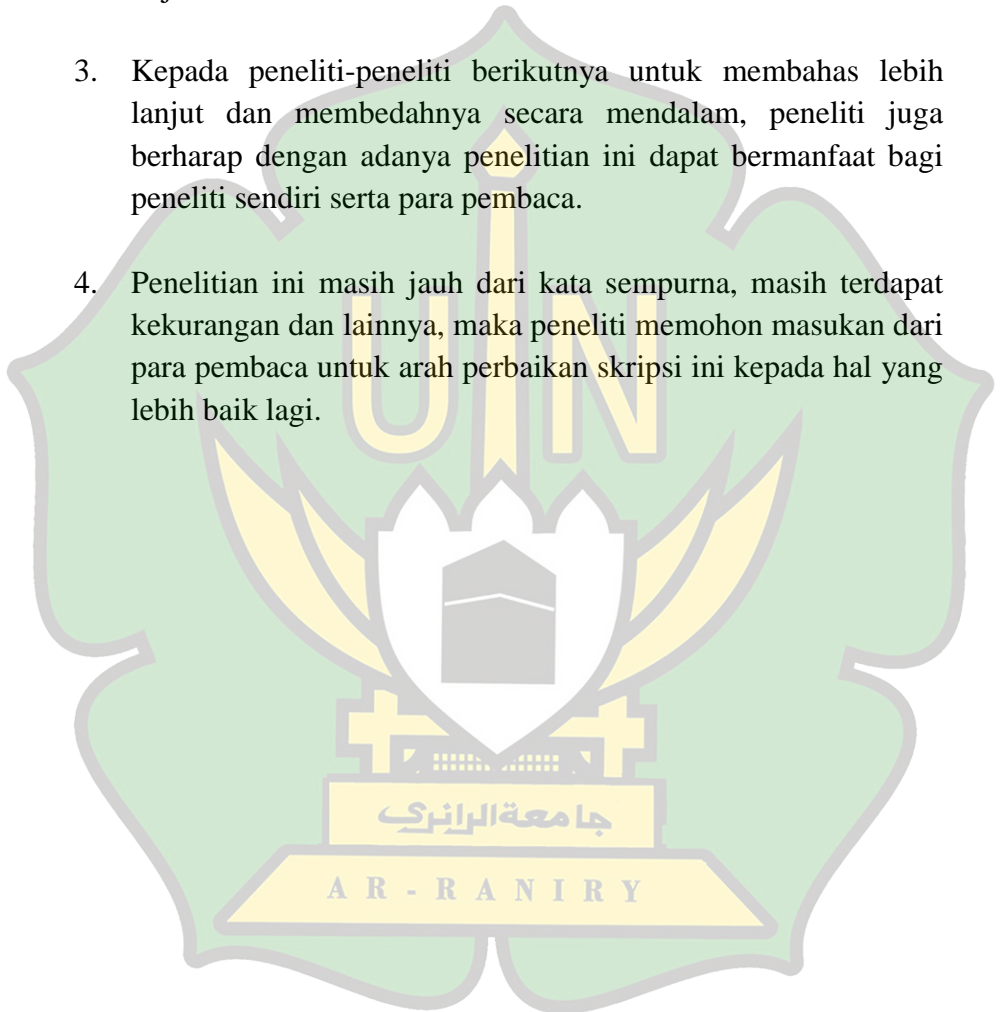 3. Kepada peneliti-peneliti berikutnya untuk membahas lebih
lanjut dan membedahnya secara mendalam, peneliti juga
berharap dengan adanya penelitian ini dapat bermanfaat bagi
peneliti sendiri serta para pembaca.
4. Penelitian ini masih jauh dari kata sempurna, masih terdapat
kekurangan dan lainnya, maka peneliti memohon masukan dari
para pembaca untuk arah perbaikan skripsi ini kepada hal yang
lebih baik lagi.
UIN
جامعة الرانري
AR-RANIRY